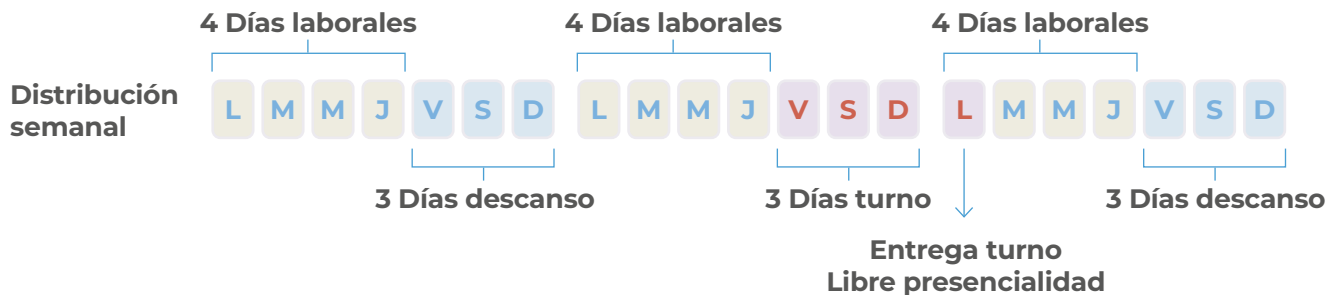 4 Días laborales 4 Días laborales 4 Días laborales
Distribución
semanal
L M M J V S D L M M J V S D L M M J V S D
3 Días descanso 3 Días turno 3 Días descanso
Entrega turno
Libre presencialidad